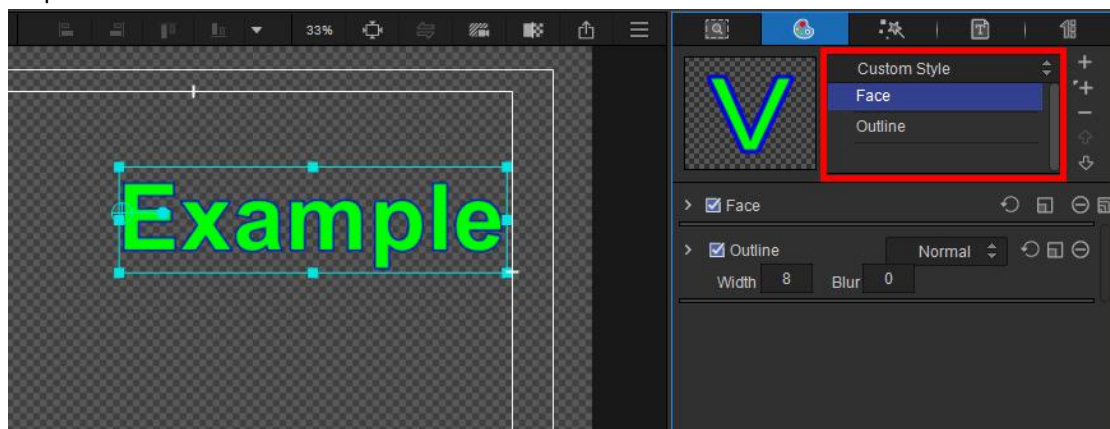 33%
T
Custom Style
Face
Outline
V
Example
Face
Outline
Normal
Width 8 Blur 0